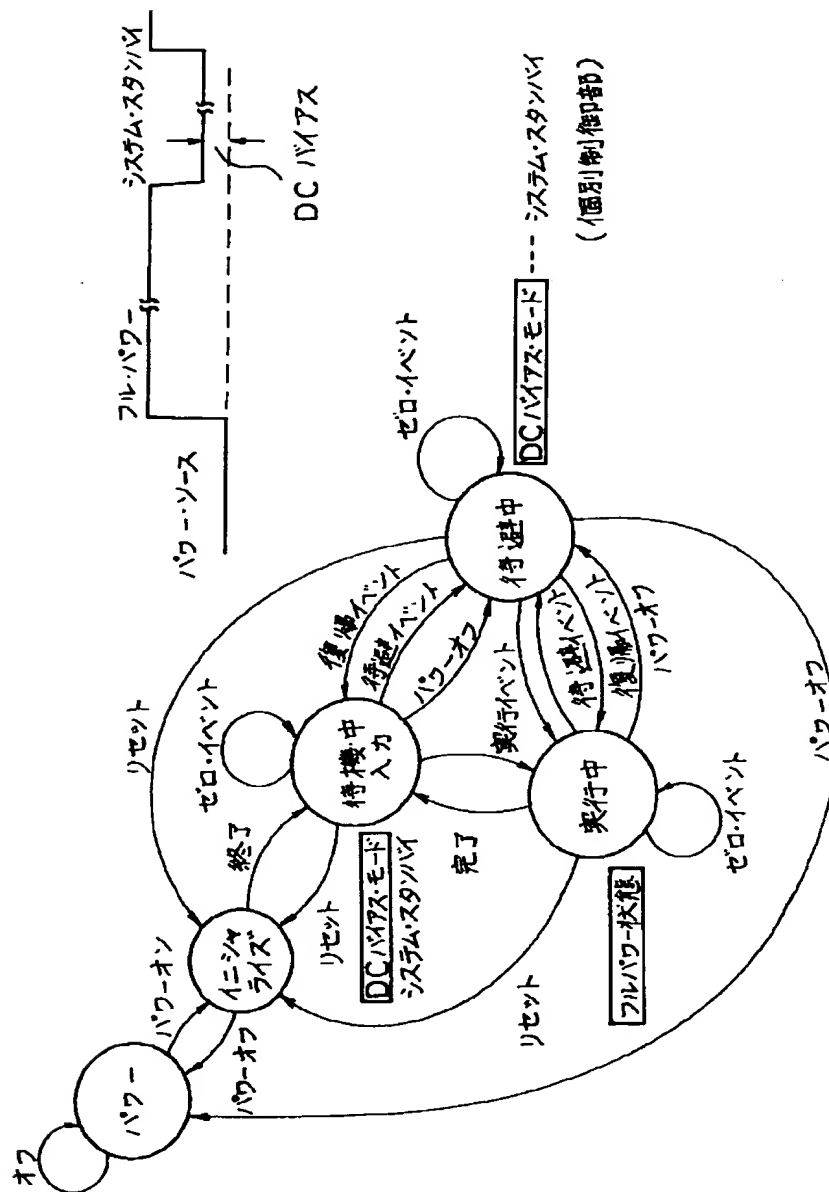 パワー・ソース
フル・パワー
システム・スタンバイ
DC バイアス
オフ
パワー
パワーオン
パワーオフ
イニシャ
ライズ
終了
リセット
リセット
ゼロ・イベント
待機中
入力
DCバイアス・モード
システム・スタンバイ
復帰イベント
待避イベント
パワーオフ
待避中
ゼロ・イベント
DCバイアス・モード --- システム・スタンバイ
(個別制御部)
完了
実行イベント
待避イベント
復帰イベント
パワーオフ
実行中
フルパワー状態
ゼロ・イベント
リセット
パワーオフ